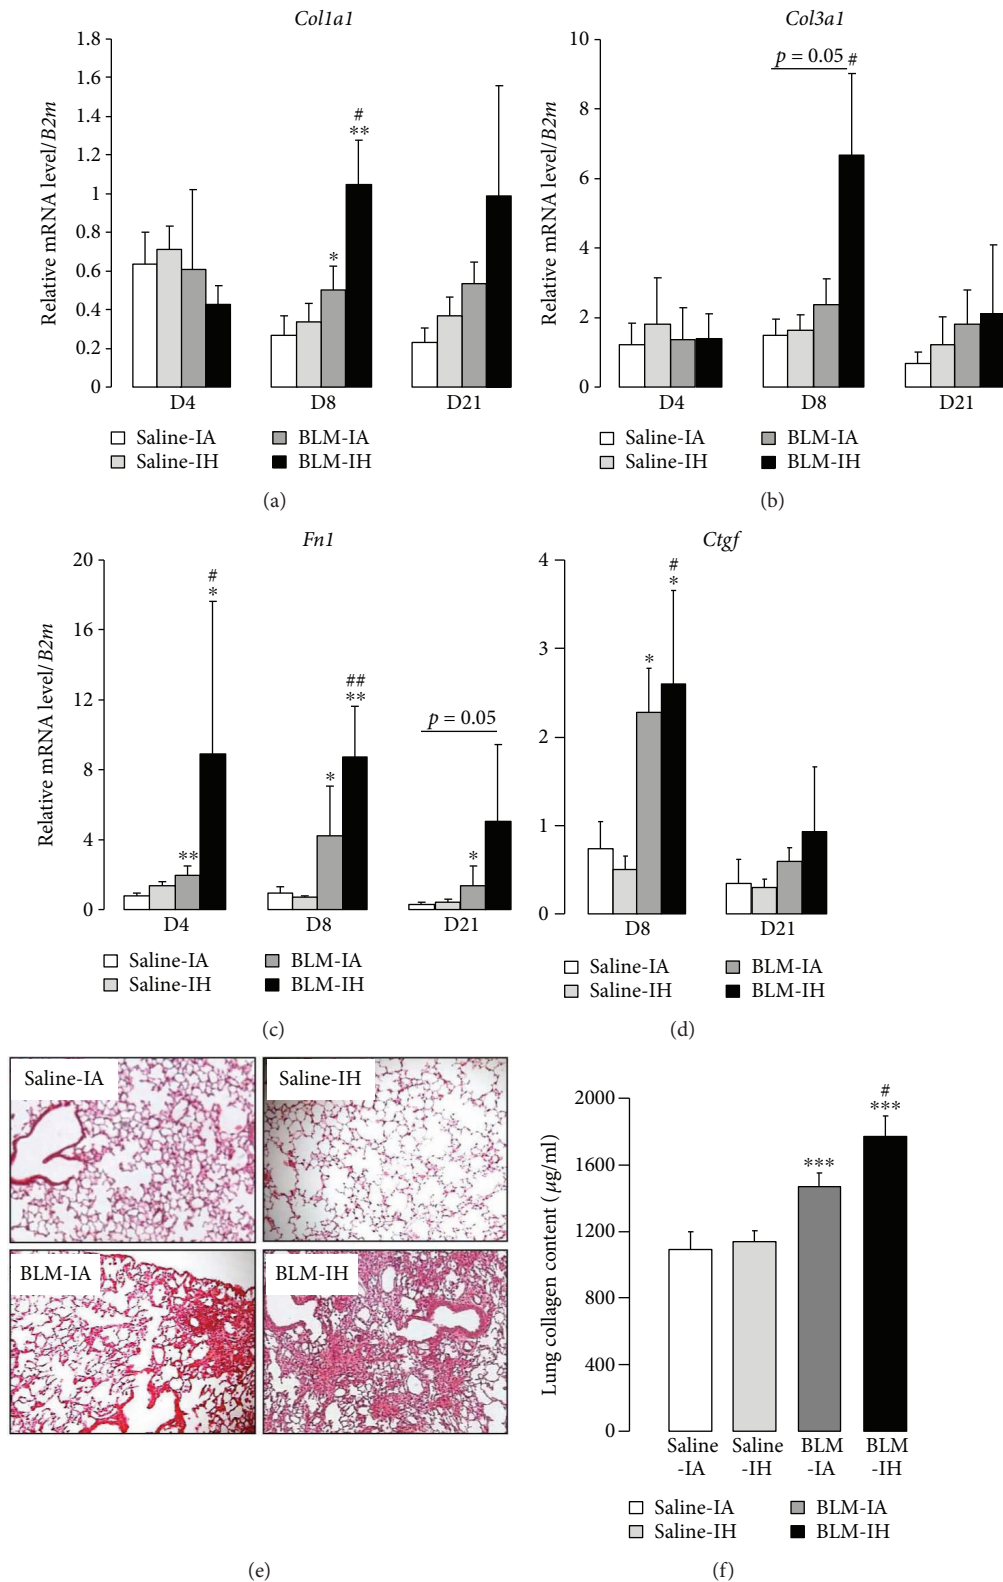 Col1a1
Relative mRNA level/B2m
1.8
1.6
1.4
1.2
1
0.8
0.6
0.4
0.2
0
#
**
*
D4 D8 D21
Saline-IA BLM-IA
Saline-IH BLM-IH
(a)
Col3a1
Relative mRNA level/B2m
10
8
6
4
2
0
p = 0.05 #
D4 D8 D21
Saline-IA BLM-IA
Saline-IH BLM-IH
(b)
Fn1
Relative mRNA level/B2m
20
16
12
8
4
0
#
*
**
##
**
*
p = 0.05
*
D4 D8 D21
Saline-IA BLM-IA
Saline-IH BLM-IH
(c)
Ctgf
4
3
2
1
0
#
*
*
D8 D21
Saline-IA BLM-IA
Saline-IH BLM-IH
(d)
Saline-IA Saline-IH
BLM-IA BLM-IH
(e)
Lung collagen content (μg/ml)
2000
1600
1200
800
400
0
#
***
***
Saline Saline BLM BLM
-IA -IH -IA -IH
Saline-IA BLM-IA
Saline-IH BLM-IH
(f)